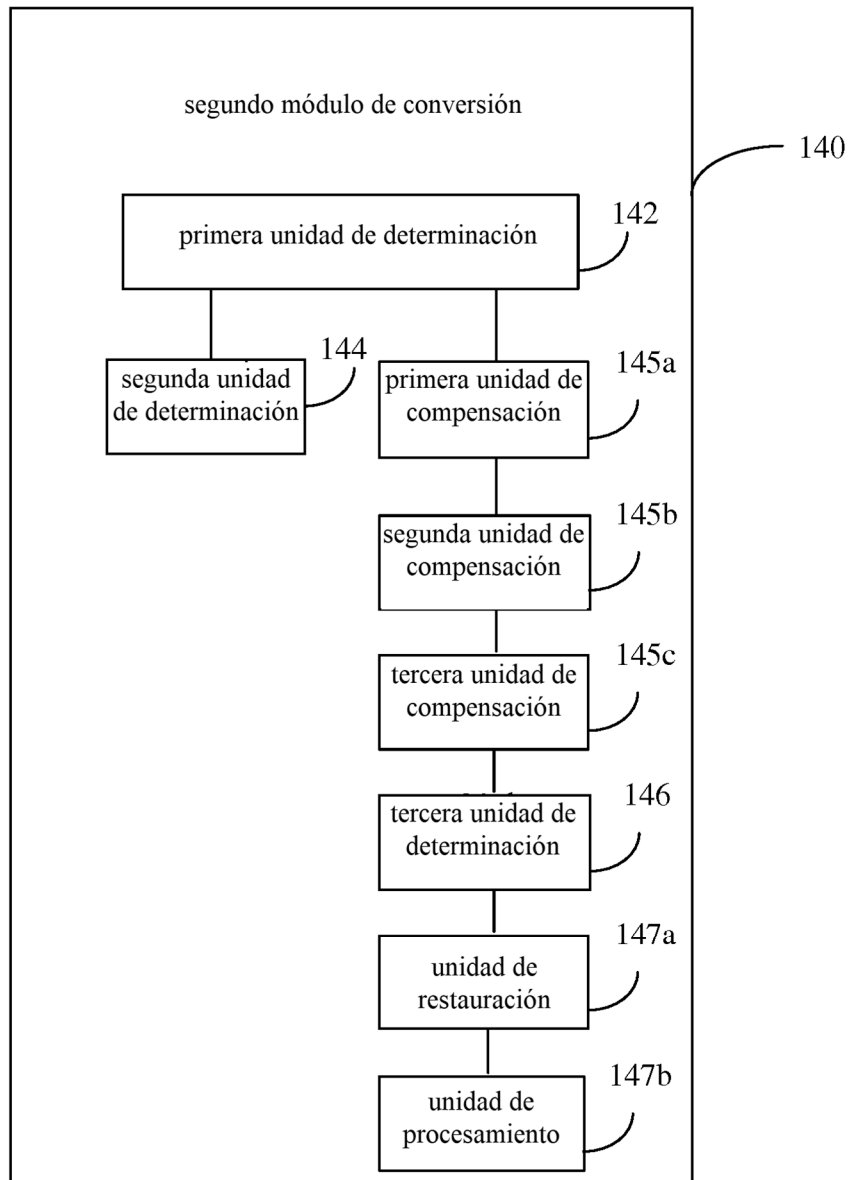 segundo módulo de conversión
140
142
primera unidad de determinación
144
segunda unidad
de determinación
145a
primera unidad de
compensación
145b
segunda unidad de
compensación
145c
tercera unidad de
compensación
146
tercera unidad de
determinación
147a
unidad de
restauración
147b
unidad de
procesamiento